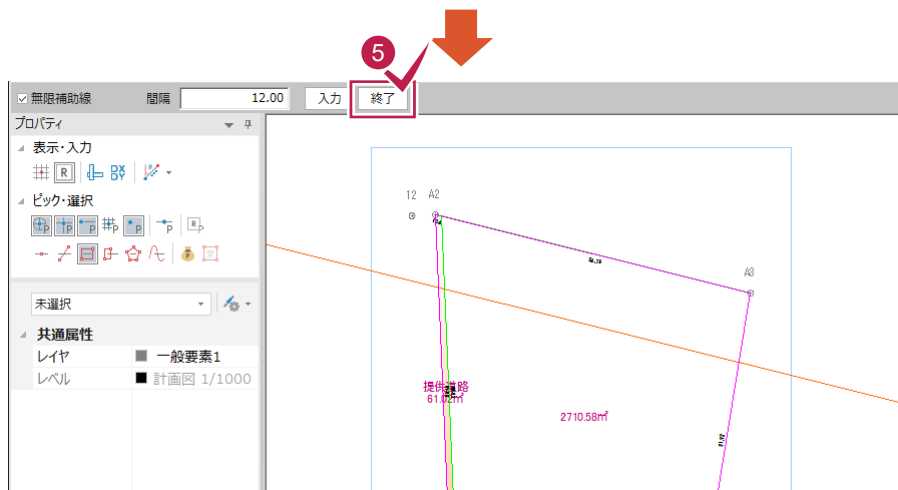 5
無限補助線 間隔 12.00 入力 終了
プロパティ
表示・入力
R DX DY
ピック・選択
P P P P P P R P
P
未選択
共通属性
レイヤ 一般要素1
レベル 計画図 1/1000
12 A2
A3
提供道路
61.02㎡
2710.58㎡